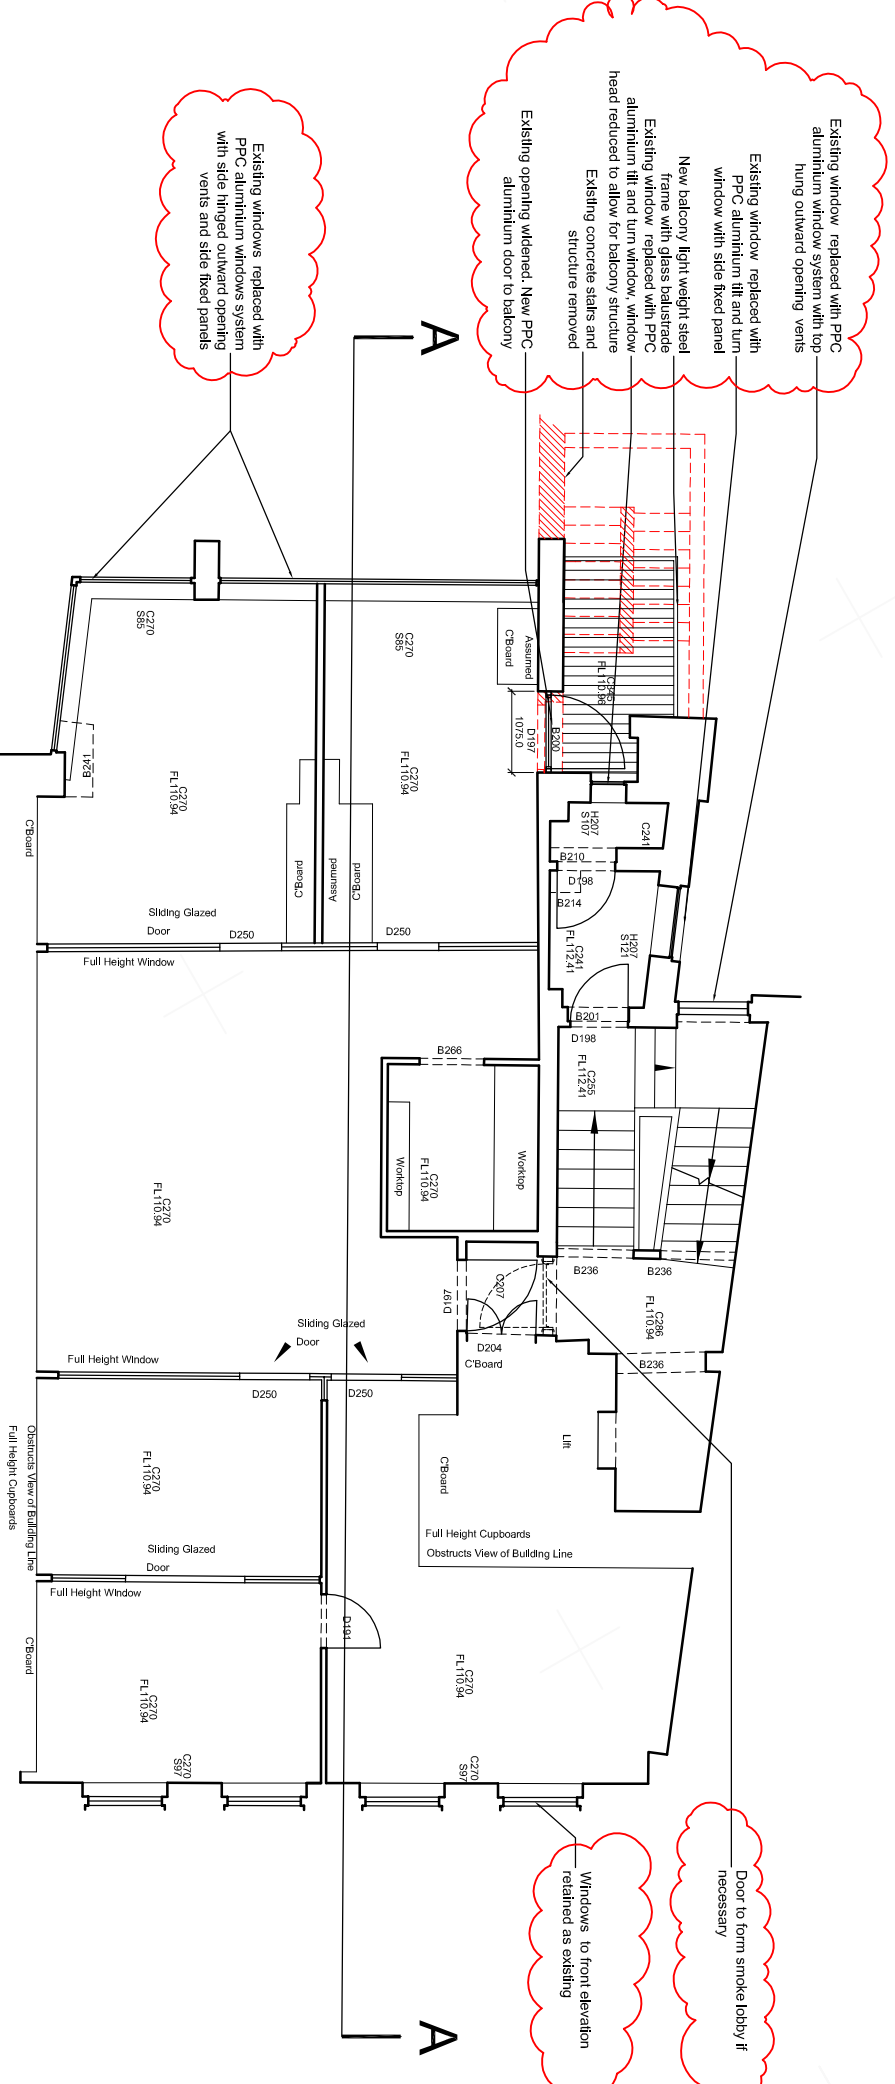 Existing window replaced with PPC
aluminium window system with top
hung outward opening vents
Existing window replaced with
PPC aluminium tilt and turn
window with side fixed panel
New balcony light weight steel
frame with glass balustrade
Existing window replaced with PPC
aluminium tilt and turn window, window
head reduced to allow for balcony structure
Existing concrete stairs and
structure removed
Existing opening widened. New PPC
aluminium door to balcony
Existing windows replaced with
PPC aluminium windows system
with side hinged outward opening
vents and side fixed panels
A
C270
S85
C270
S85
Assumed
C'Board
C345
FL110.96
B200
D197
1075.0
C270
FL110.94
C270
FL110.94
B241
C'Board
C'Board
Assumed
C'Board
H207
S107
C241
B210
D198
B214
C241
FL112.41
H207
S121
B201
D198
Sliding Glazed
Door
D250
D250
Full Height Window
B266
C255
FL112.41
Worktop
C270
FL110.94
Worktop
C270
FL110.94
B236
B236
C286
FL110.94
B236
C207
D197
D204
C'Board
Sliding Glazed
Door
Full Height Window
D250
D250
Lift
C'Board
Full Height Cupboards
Obstructs View of Building Line
Obstructs View of Building Line
Full Height Cupboards
C270
FL110.94
Sliding Glazed
Door
Full Height Window
D191
C'Board
C270
FL110.94
C270
FL110.94
C270
S97
C270
S97
Door to form smoke lobby if
necessary
Windows to front elevation
retained as existing
A